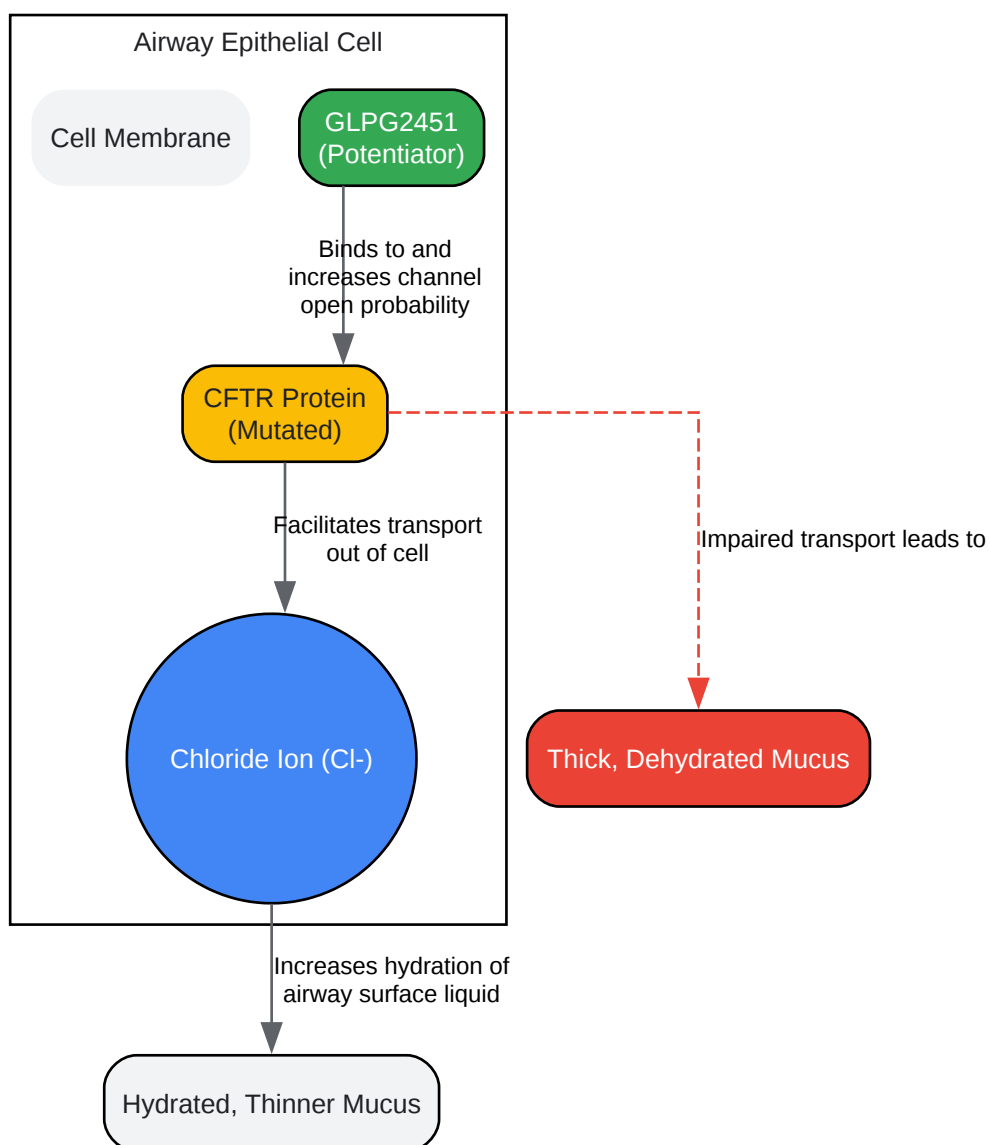 Airway Epithelial Cell
Cell Membrane
GLPG2451
(Potentiator)
Binds to and
increases channel
open probability
CFTR Protein
(Mutated)
Facilitates transport
out of cell
Impaired transport leads to
Chloride Ion (Cl-)
Thick, Dehydrated Mucus
Increases hydration of
airway surface liquid
Hydrated, Thinner Mucus